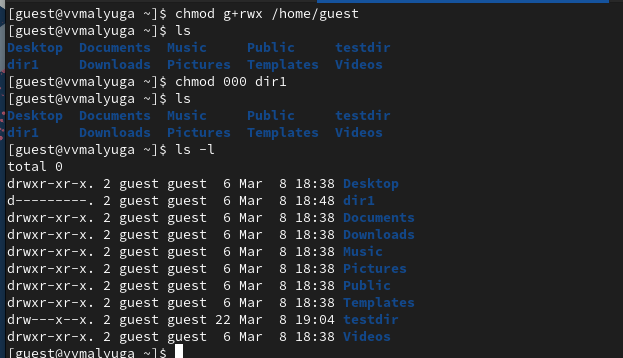 [guest@vvmalyuga ~]$ chmod g+rwx /home/guest
[guest@vvmalyuga ~]$ ls
Desktop  Documents  Music     Public     testdir
dir1     Downloads  Pictures  Templates  Videos
[guest@vvmalyuga ~]$ chmod 000 dir1
[guest@vvmalyuga ~]$ ls
Desktop  Documents  Music     Public     testdir
dir1     Downloads  Pictures  Templates  Videos
[guest@vvmalyuga ~]$ ls -l
total 0
drwxr-xr-x. 2 guest guest  6 Mar  8 18:38 Desktop
d---------. 2 guest guest  6 Mar  8 18:48 dir1
drwxr-xr-x. 2 guest guest  6 Mar  8 18:38 Documents
drwxr-xr-x. 2 guest guest  6 Mar  8 18:38 Downloads
drwxr-xr-x. 2 guest guest  6 Mar  8 18:38 Music
drwxr-xr-x. 2 guest guest  6 Mar  8 18:38 Pictures
drwxr-xr-x. 2 guest guest  6 Mar  8 18:38 Public
drwxr-xr-x. 2 guest guest  6 Mar  8 18:38 Templates
drw---x--x. 2 guest guest 22 Mar  8 19:04 testdir
drwxr-xr-x. 2 guest guest  6 Mar  8 18:38 Videos
[guest@vvmalyuga ~]$